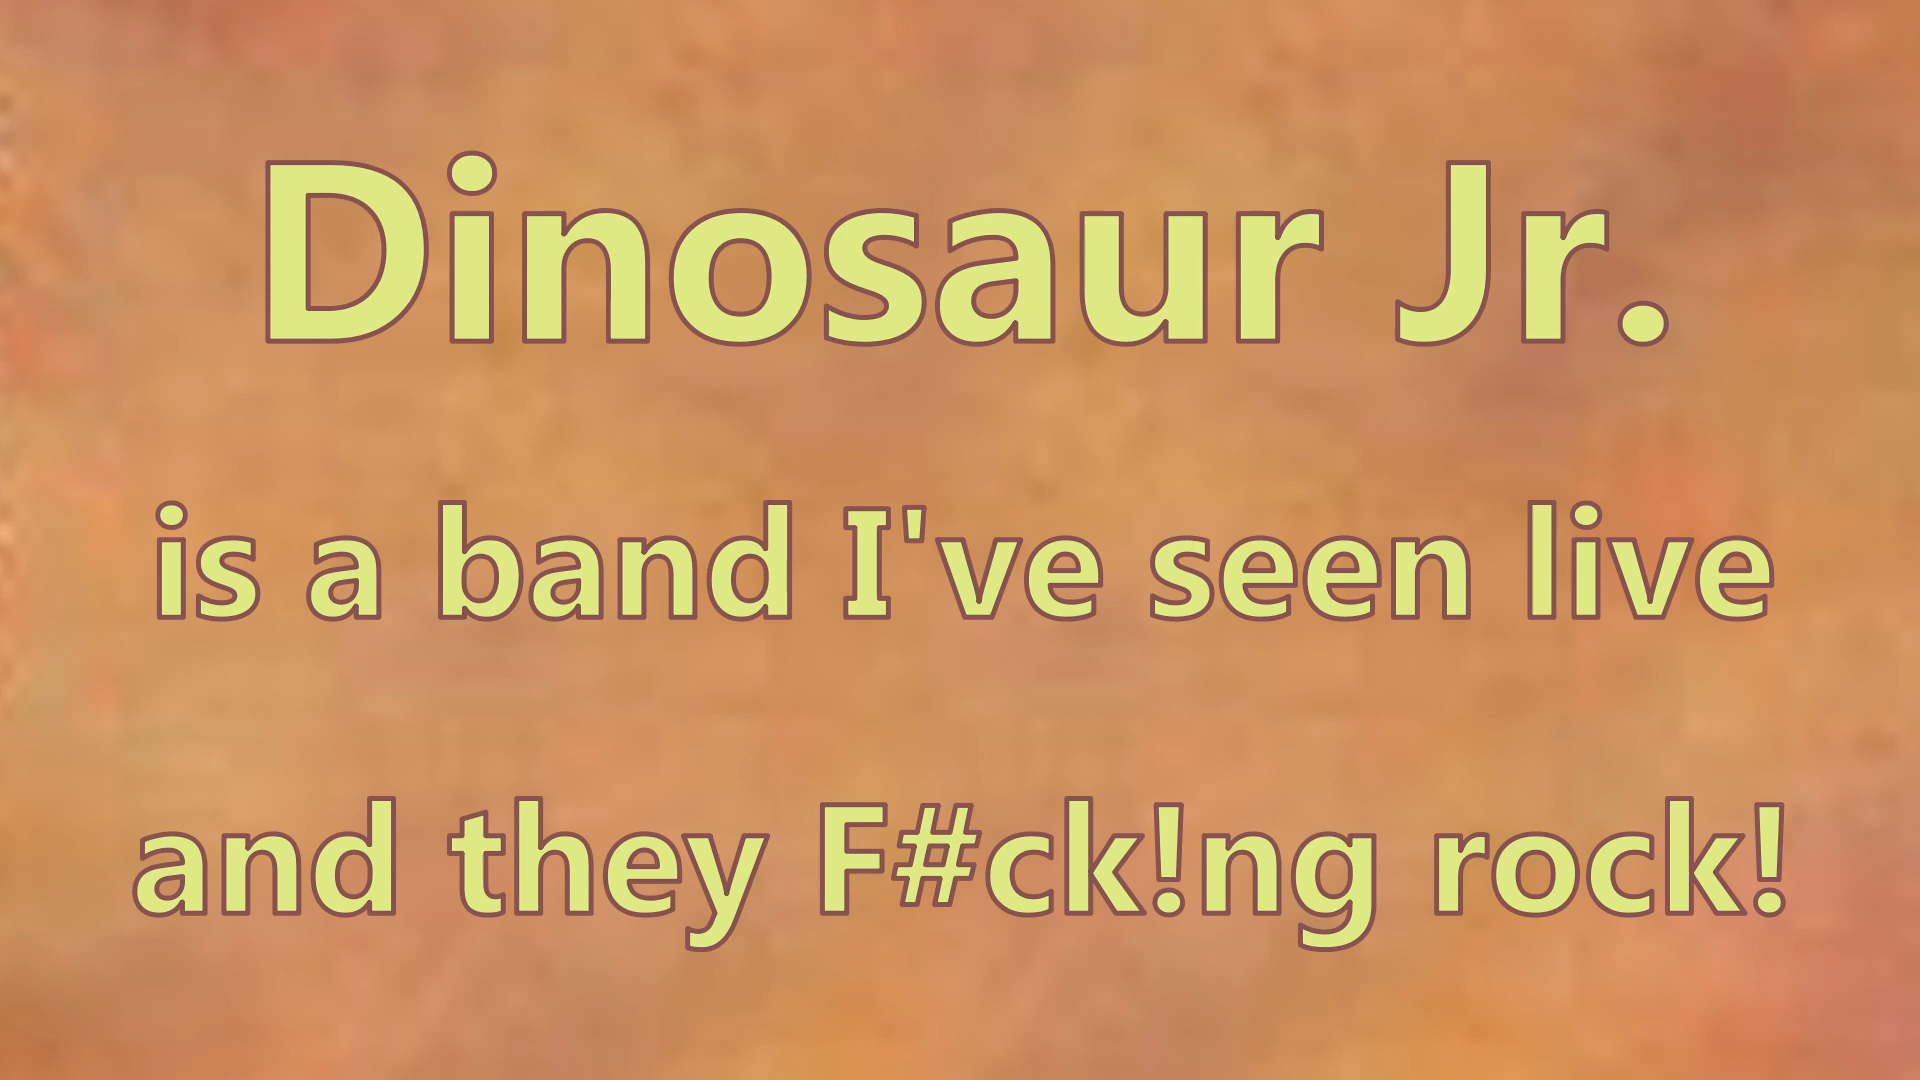 Dinosaur Jr.
is a band I've seen live
and they F#ck!ng rock!